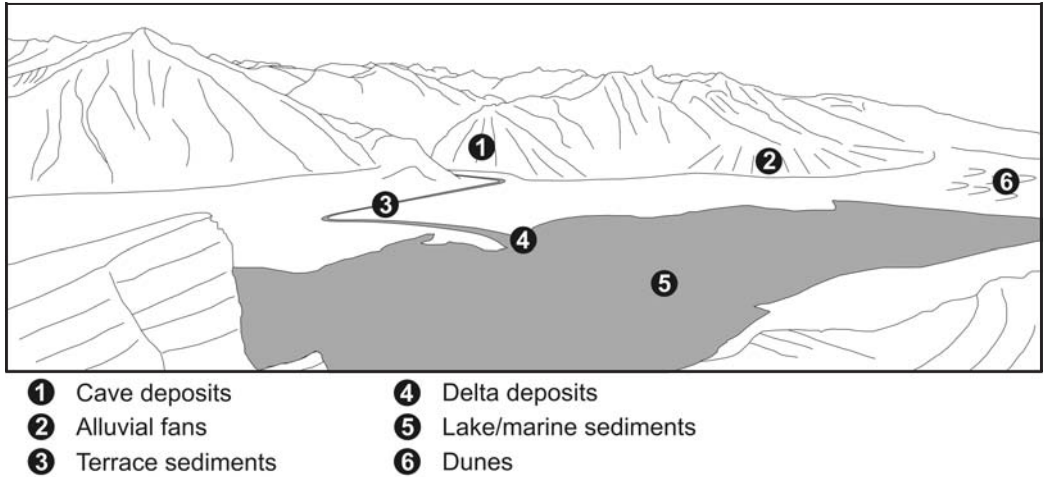 1
2
3
4
5
6
1 Cave deposits
2 Alluvial fans
3 Terrace sediments
4 Delta deposits
5 Lake/marine sediments
6 Dunes